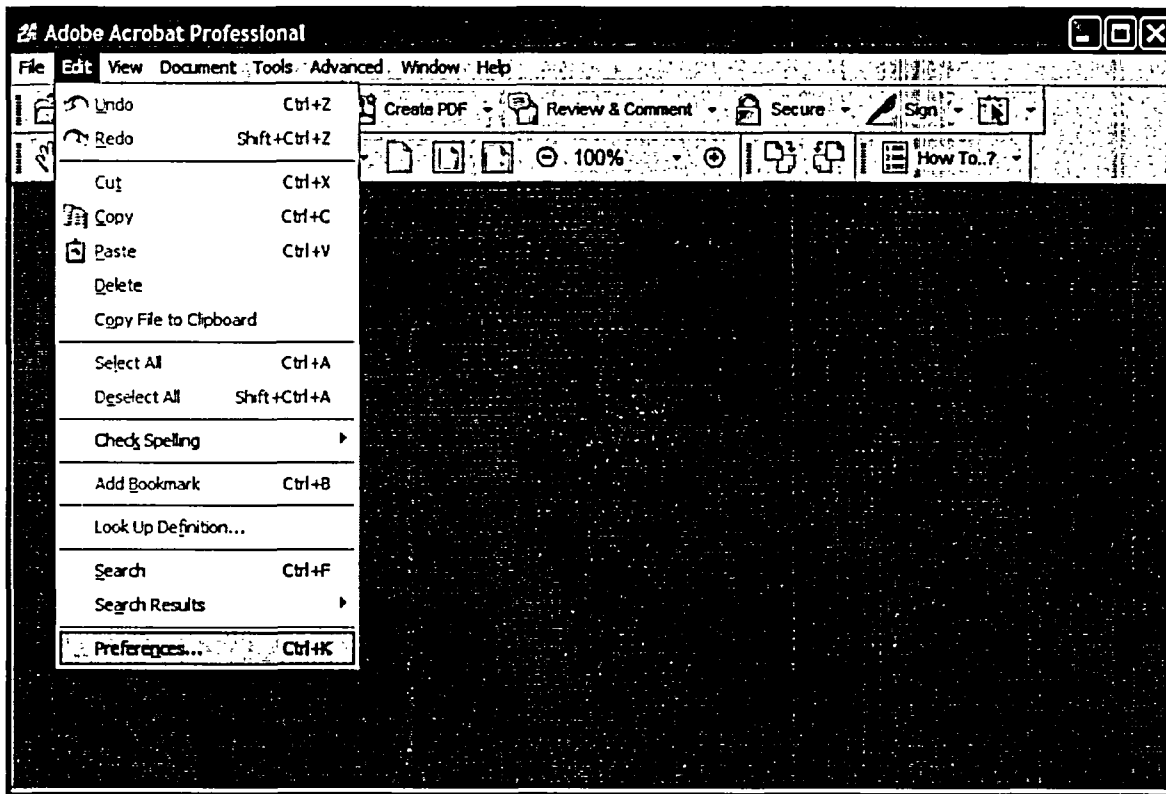 Adobe Acrobat Professional
File Edit View Document Tools Advanced Window Help
Create PDF Review & Comment Secure Sign
100% How To..?
Undo Ctrl+Z
Redo Shift+Ctrl+Z
Cut Ctrl+X
Copy Ctrl+C
Paste Ctrl+V
Delete
Copy File to Clipboard
Select All Ctrl+A
Deselect All Shift+Ctrl+A
Check Spelling
Add Bookmark Ctrl+B
Look Up Definition...
Search Ctrl+F
Search Results
Preferences... Ctrl+K